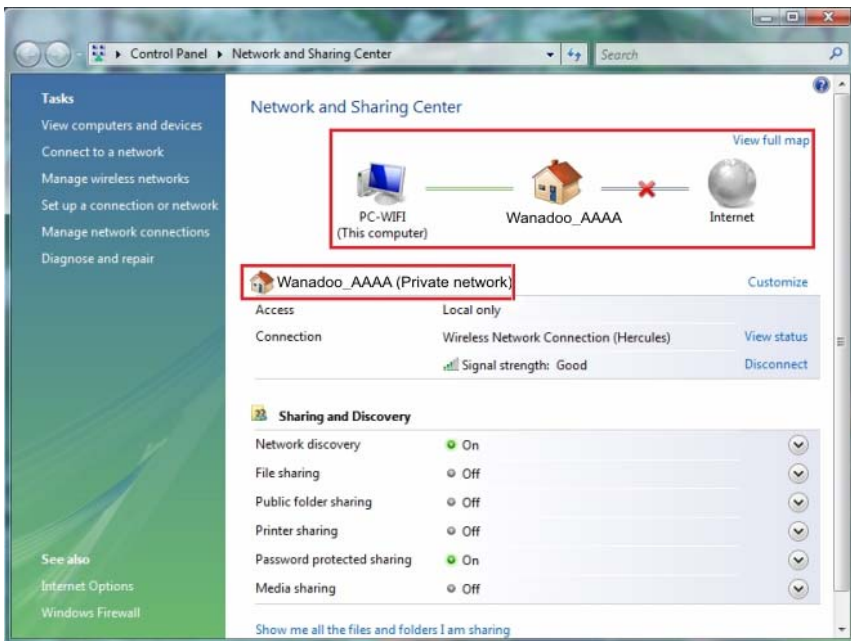 Control Panel Network and Sharing Center Search
Tasks
View computers and devices
Connect to a network
Manage wireless networks
Set up a connection or network
Manage network connections
Diagnose and repair
See also
Internet Options
Windows Firewall
Network and Sharing Center
View full map
PC-WIFI
(This computer)
Wanadoo_AAAA
Internet
Wanadoo_AAAA (Private network) Customize
Access Local only
Connection Wireless Network Connection (Hercules) View status
Signal strength: Good Disconnect
Sharing and Discovery
Network discovery On
File sharing Off
Public folder sharing Off
Printer sharing Off
Password protected sharing On
Media sharing Off
Show me all the files and folders I am sharing